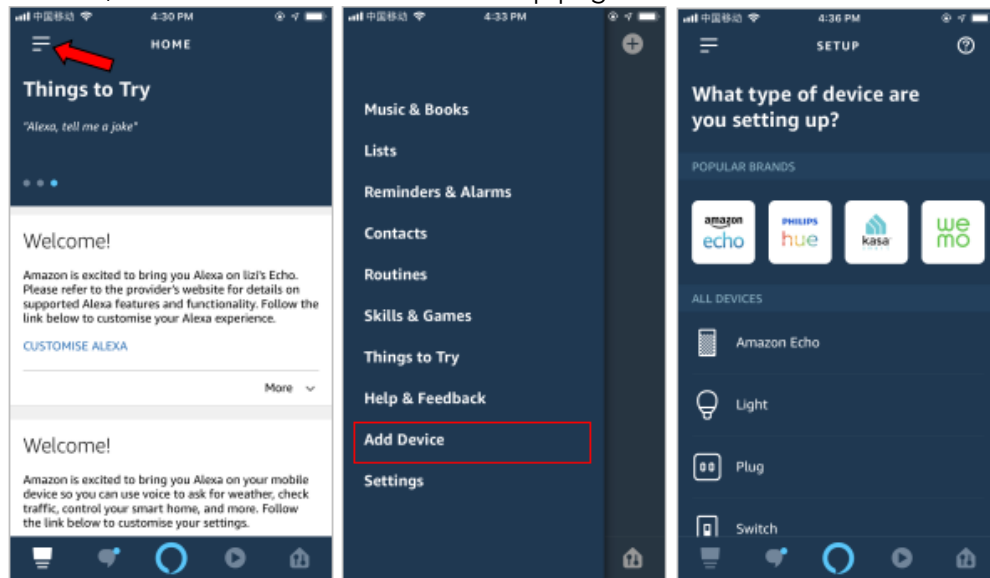 中国移动 4:30 PM
HOME
Things to Try
"Alexa, tell me a joke"
Welcome!
Amazon is excited to bring you Alexa on lizi's Echo.
Please refer to the provider's website for details on
supported Alexa features and functionality. Follow the
link below to customise your Alexa experience.
CUSTOMISE ALEXA
More
Welcome!
Amazon is excited to bring you Alexa on your mobile
device so you can use voice to ask for weather, check
traffic, control your smart home, and more. Follow
the link below to customise your settings.
中国移动 4:33 PM
Music & Books
Lists
Reminders & Alarms
Contacts
Routines
Skills & Games
Things to Try
Help & Feedback
Add Device
Settings
中国移动 4:36 PM
SETUP
What type of device are
you setting up?
POPULAR BRANDS
amazon echo
PHILIPS hue
kasa
wemo
ALL DEVICES
Amazon Echo
Light
Plug
Switch